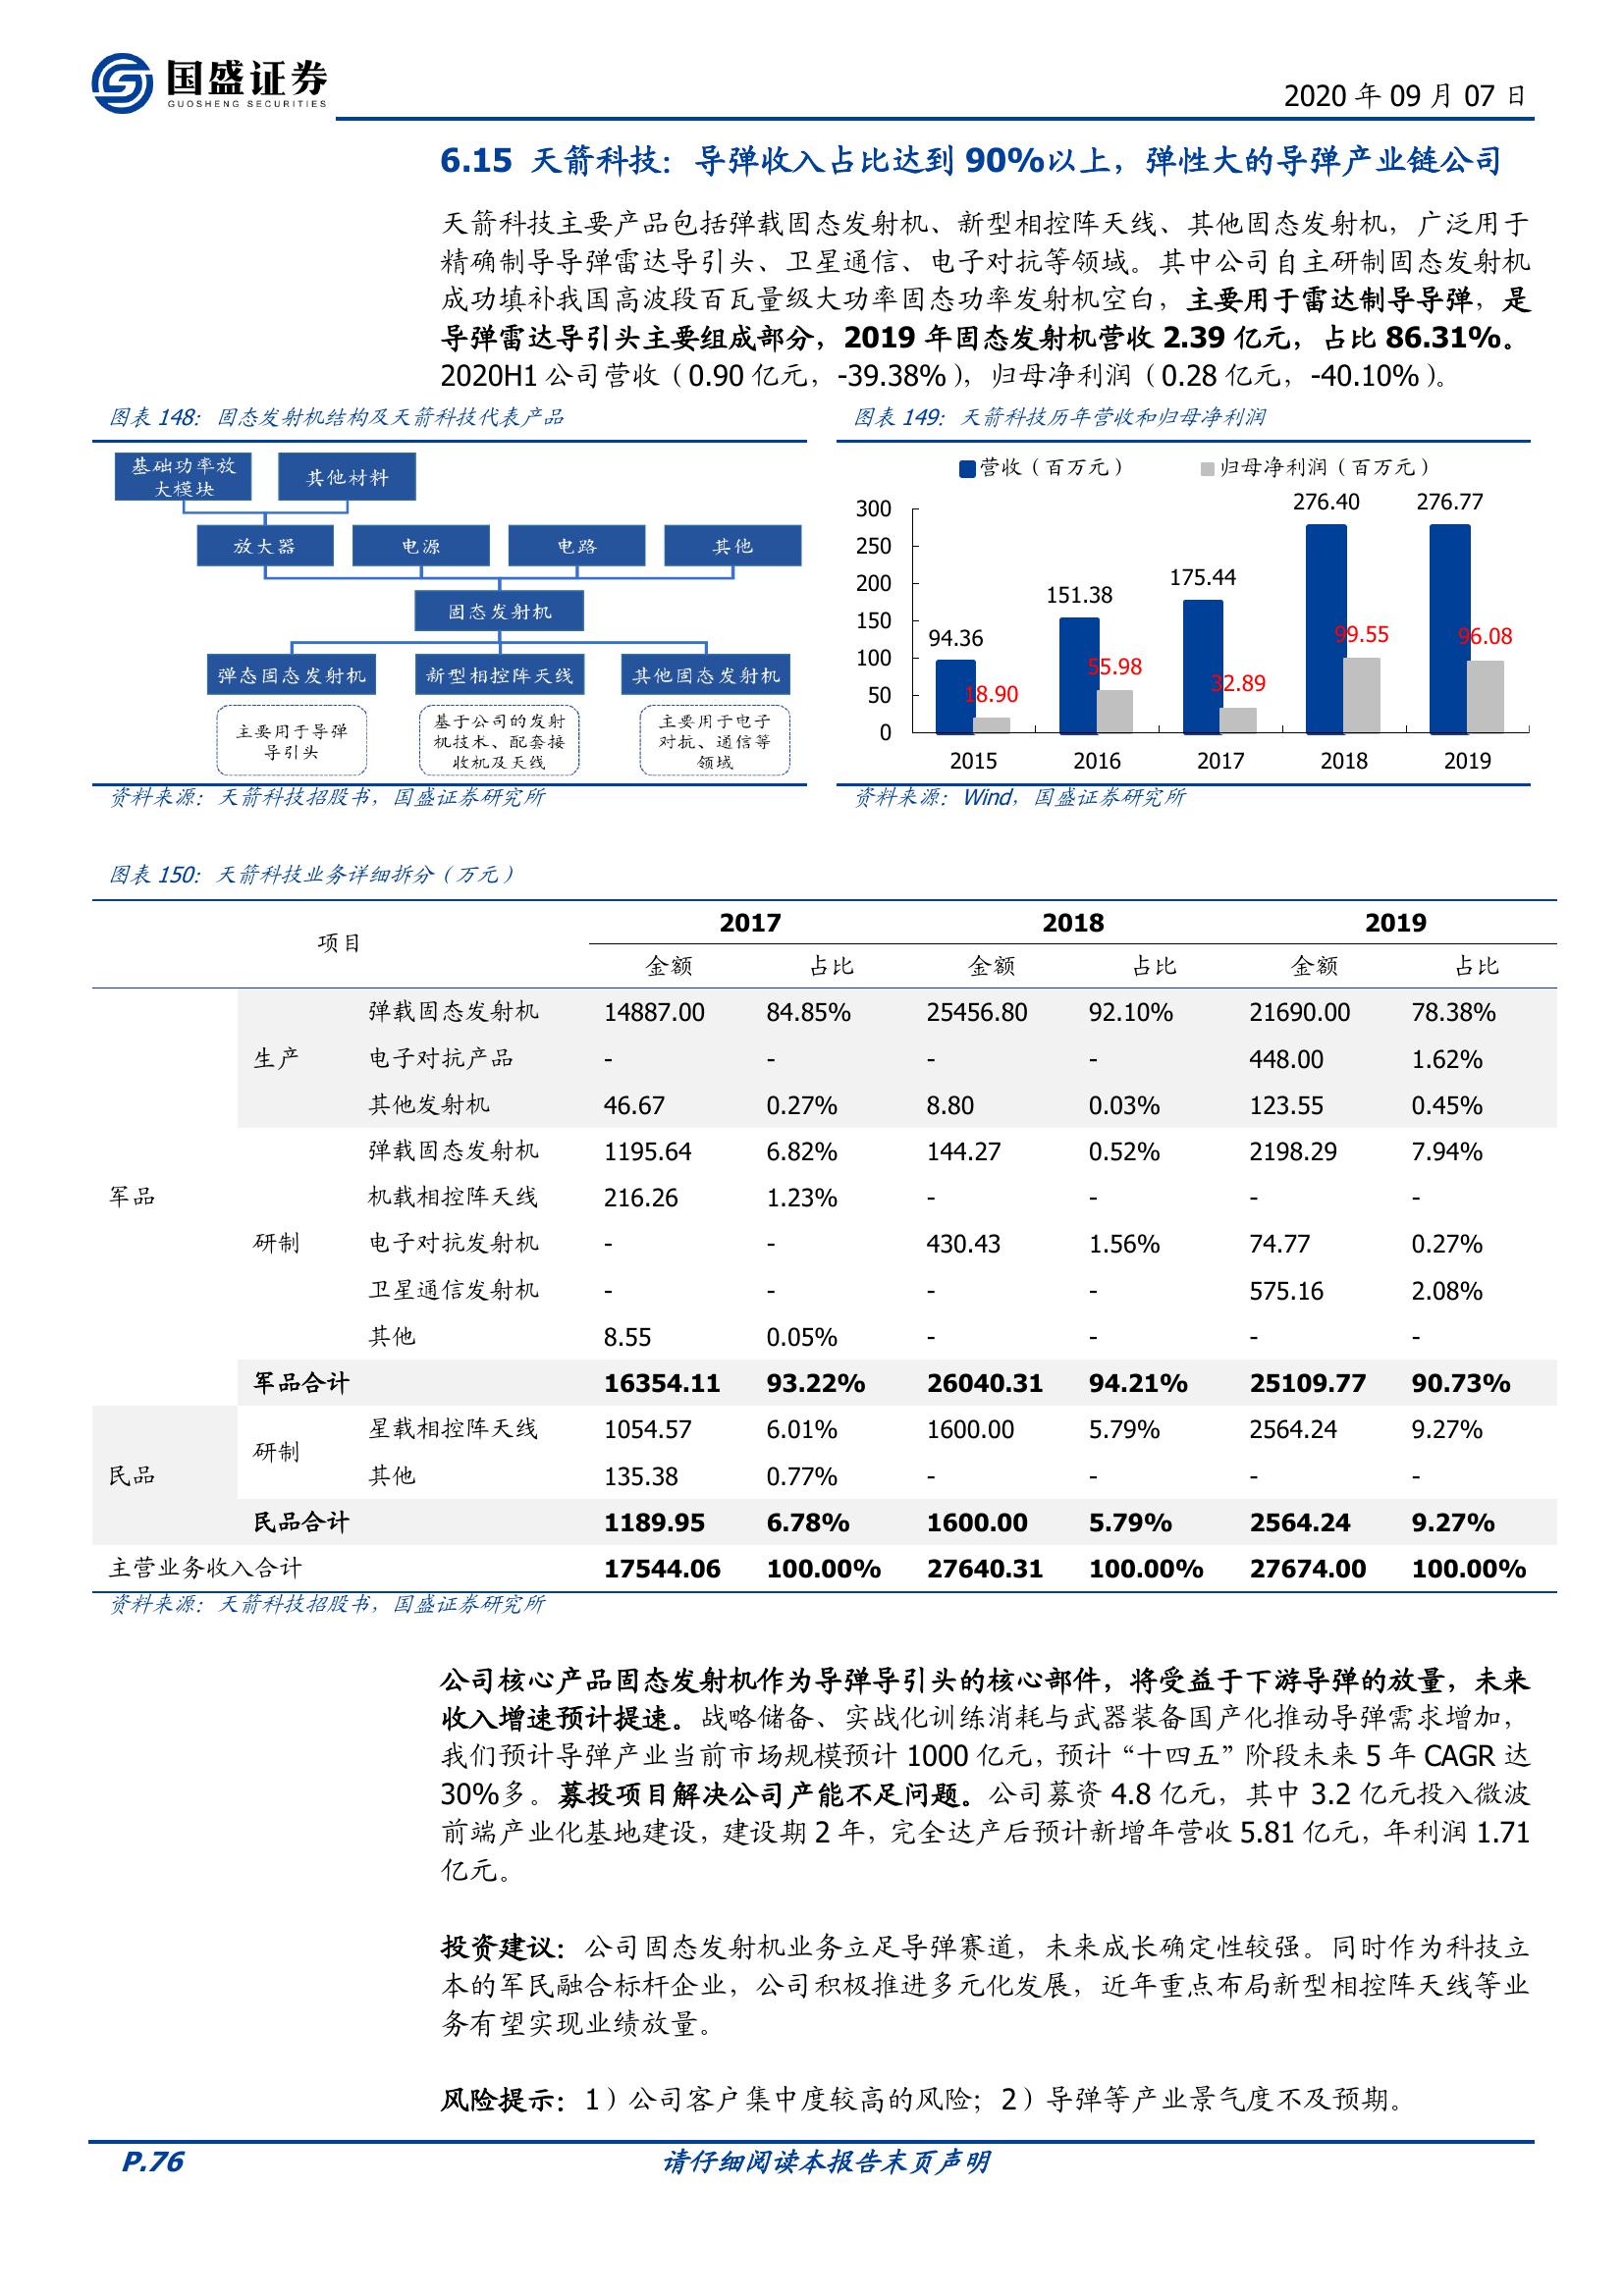 国盛证券
GUOSHENG SECURITIES
2020 年 09 月 07 日
6.15 天箭科技：导弹收入占比达到 90%以上，弹性大的导弹产业链公司
天箭科技主要产品包括弹载固态发射机、新型相控阵天线、其他固态发射机，广泛用于
精确制导导弹雷达导引头、卫星通信、电子对抗等领域。其中公司自主研制固态发射机
成功填补我国高波段百瓦量级大功率固态功率发射机空白，主要用于雷达制导导弹，是
导弹雷达导引头主要组成部分，2019 年固态发射机营收 2.39 亿元，占比 86.31%。
2020H1 公司营收（0.90 亿元，-39.38%），归母净利润（0.28 亿元，-40.10%）。
图表 148：固态发射机结构及天箭科技代表产品
基础功率放
大模块
其他材料
放大器 电源 电路 其他
固态发射机
弹态固态发射机 新型相控阵天线 其他固态发射机
主要用于导弹
导引头
基于公司的发射
机技术、配套接
收机及天线
主要用于电子
对抗、通信等
领域
资料来源：天箭科技招股书，国盛证券研究所
图表 149：天箭科技历年营收和归母净利润
营收（百万元） 归母净利润（百万元）
300
250
200
150
100
50
0
94.36 151.38 175.44 276.40 276.77
18.90 55.98 32.89 99.55 96.08
2015 2016 2017 2018 2019
资料来源：Wind，国盛证券研究所
图表 150：天箭科技业务详细拆分（万元）
项目 2017 2018 2019
金额 占比 金额 占比 金额 占比
军品
生产
弹载固态发射机 14887.00 84.85% 25456.80 92.10% 21690.00 78.38%
电子对抗产品 - - - - 448.00 1.62%
其他发射机 46.67 0.27% 8.80 0.03% 123.55 0.45%
研制
弹载固态发射机 1195.64 6.82% 144.27 0.52% 2198.29 7.94%
机载相控阵天线 216.26 1.23% - - - -
电子对抗发射机 - - 430.43 1.56% 74.77 0.27%
卫星通信发射机 - - - - 575.16 2.08%
其他 8.55 0.05% - - - -
军品合计 16354.11 93.22% 26040.31 94.21% 25109.77 90.73%
民品
研制
星载相控阵天线 1054.57 6.01% 1600.00 5.79% 2564.24 9.27%
其他 135.38 0.77% - - - -
民品合计 1189.95 6.78% 1600.00 5.79% 2564.24 9.27%
主营业务收入合计 17544.06 100.00% 27640.31 100.00% 27674.00 100.00%
资料来源：天箭科技招股书，国盛证券研究所
公司核心产品固态发射机作为导弹导引头的核心部件，将受益于下游导弹的放量，未来
收入增速预计提速。战略储备、实战化训练消耗与武器装备国产化推动导弹需求增加，
我们预计导弹产业当前市场规模预计 1000 亿元，预计“十四五”阶段未来 5 年 CAGR 达
30%多。募投项目解决公司产能不足问题。公司募资 4.8 亿元，其中 3.2 亿元投入微波
前端产业化基地建设，建设期 2 年，完全达产后预计新增年营收 5.81 亿元，年利润 1.71
亿元。
投资建议：公司固态发射机业务立足导弹赛道，未来成长确定性较强。同时作为科技立
本的军民融合标杆企业，公司积极推进多元化发展，近年重点布局新型相控阵天线等业
务有望实现业绩放量。
风险提示：1）公司客户集中度较高的风险；2）导弹等产业景气度不及预期。
P.76 请仔细阅读本报告末页声明